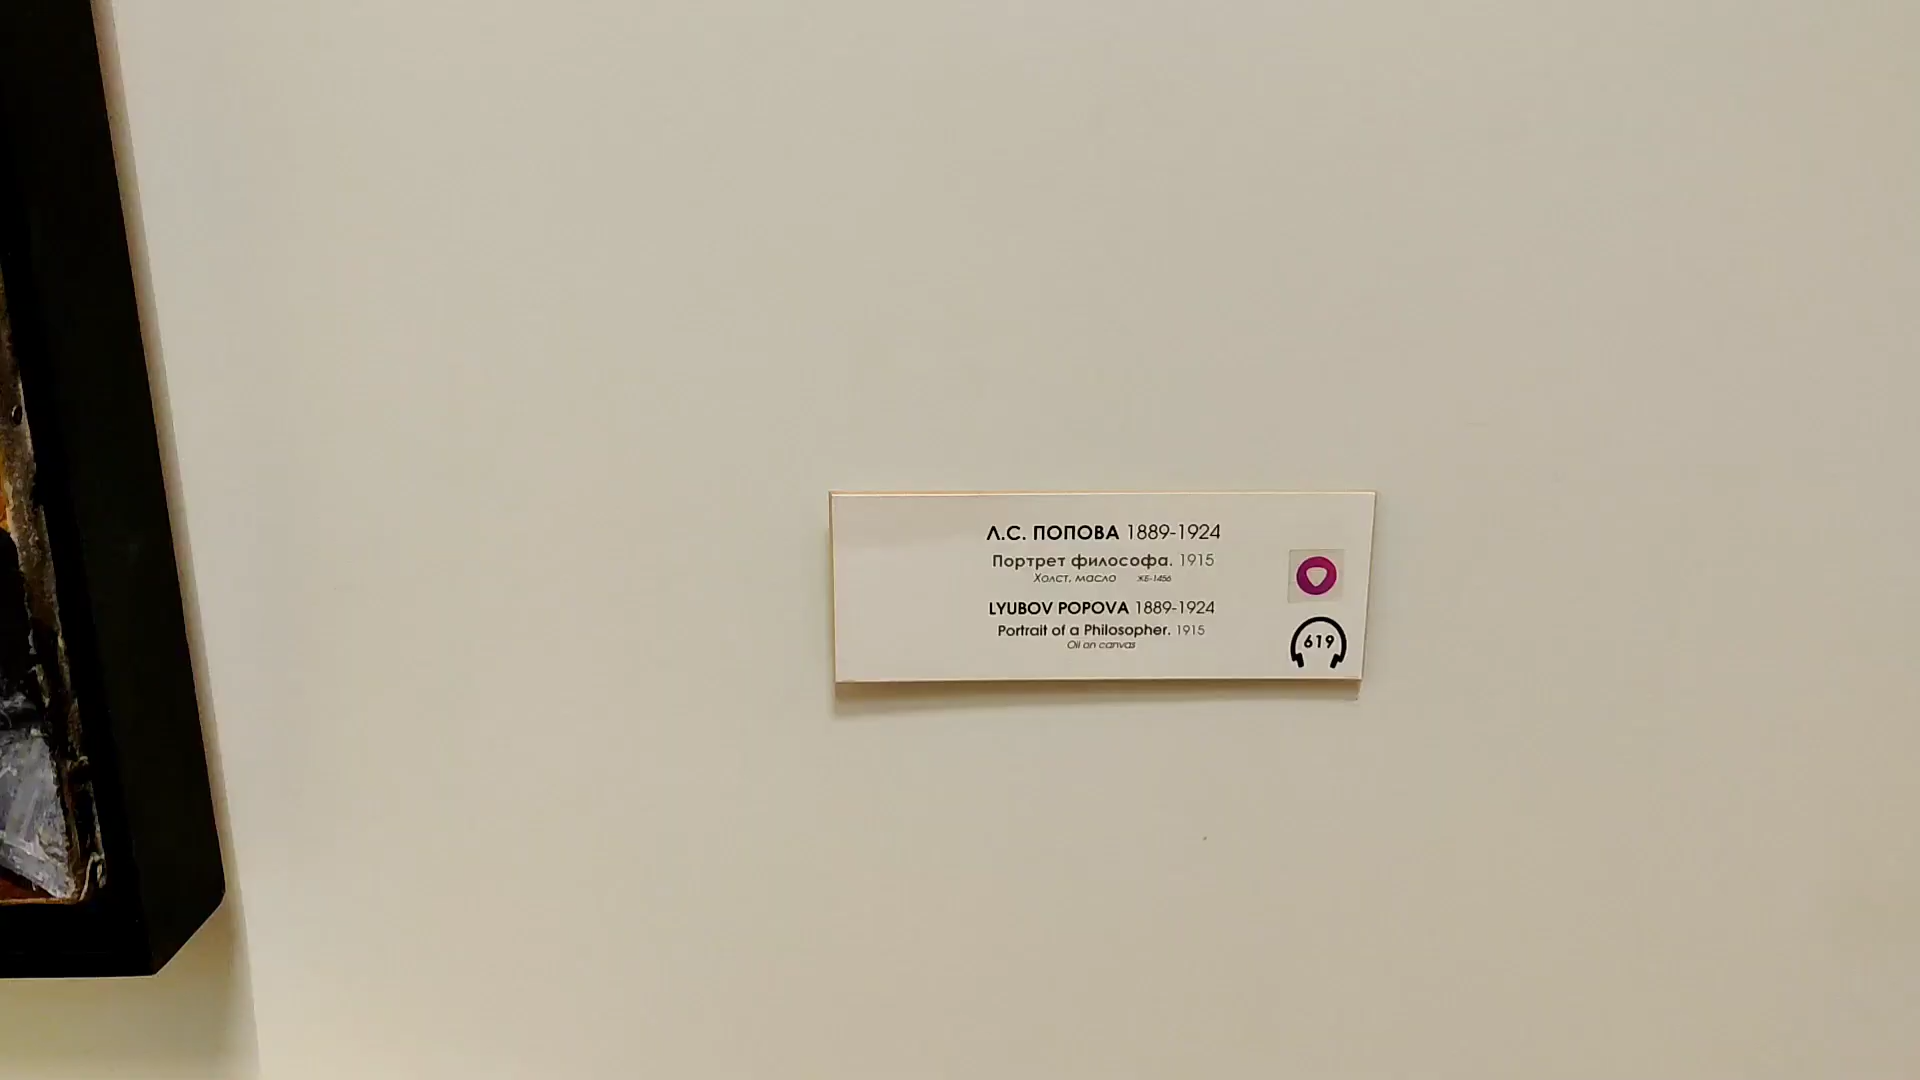 Л.С. ПОПОВА 1889-1924
Портрет философа. 1915
Холст, масло ЖБ-1456
LYUBOV POPOVA 1889-1924
Portrait of a Philosopher. 1915
Oil on canvas
619